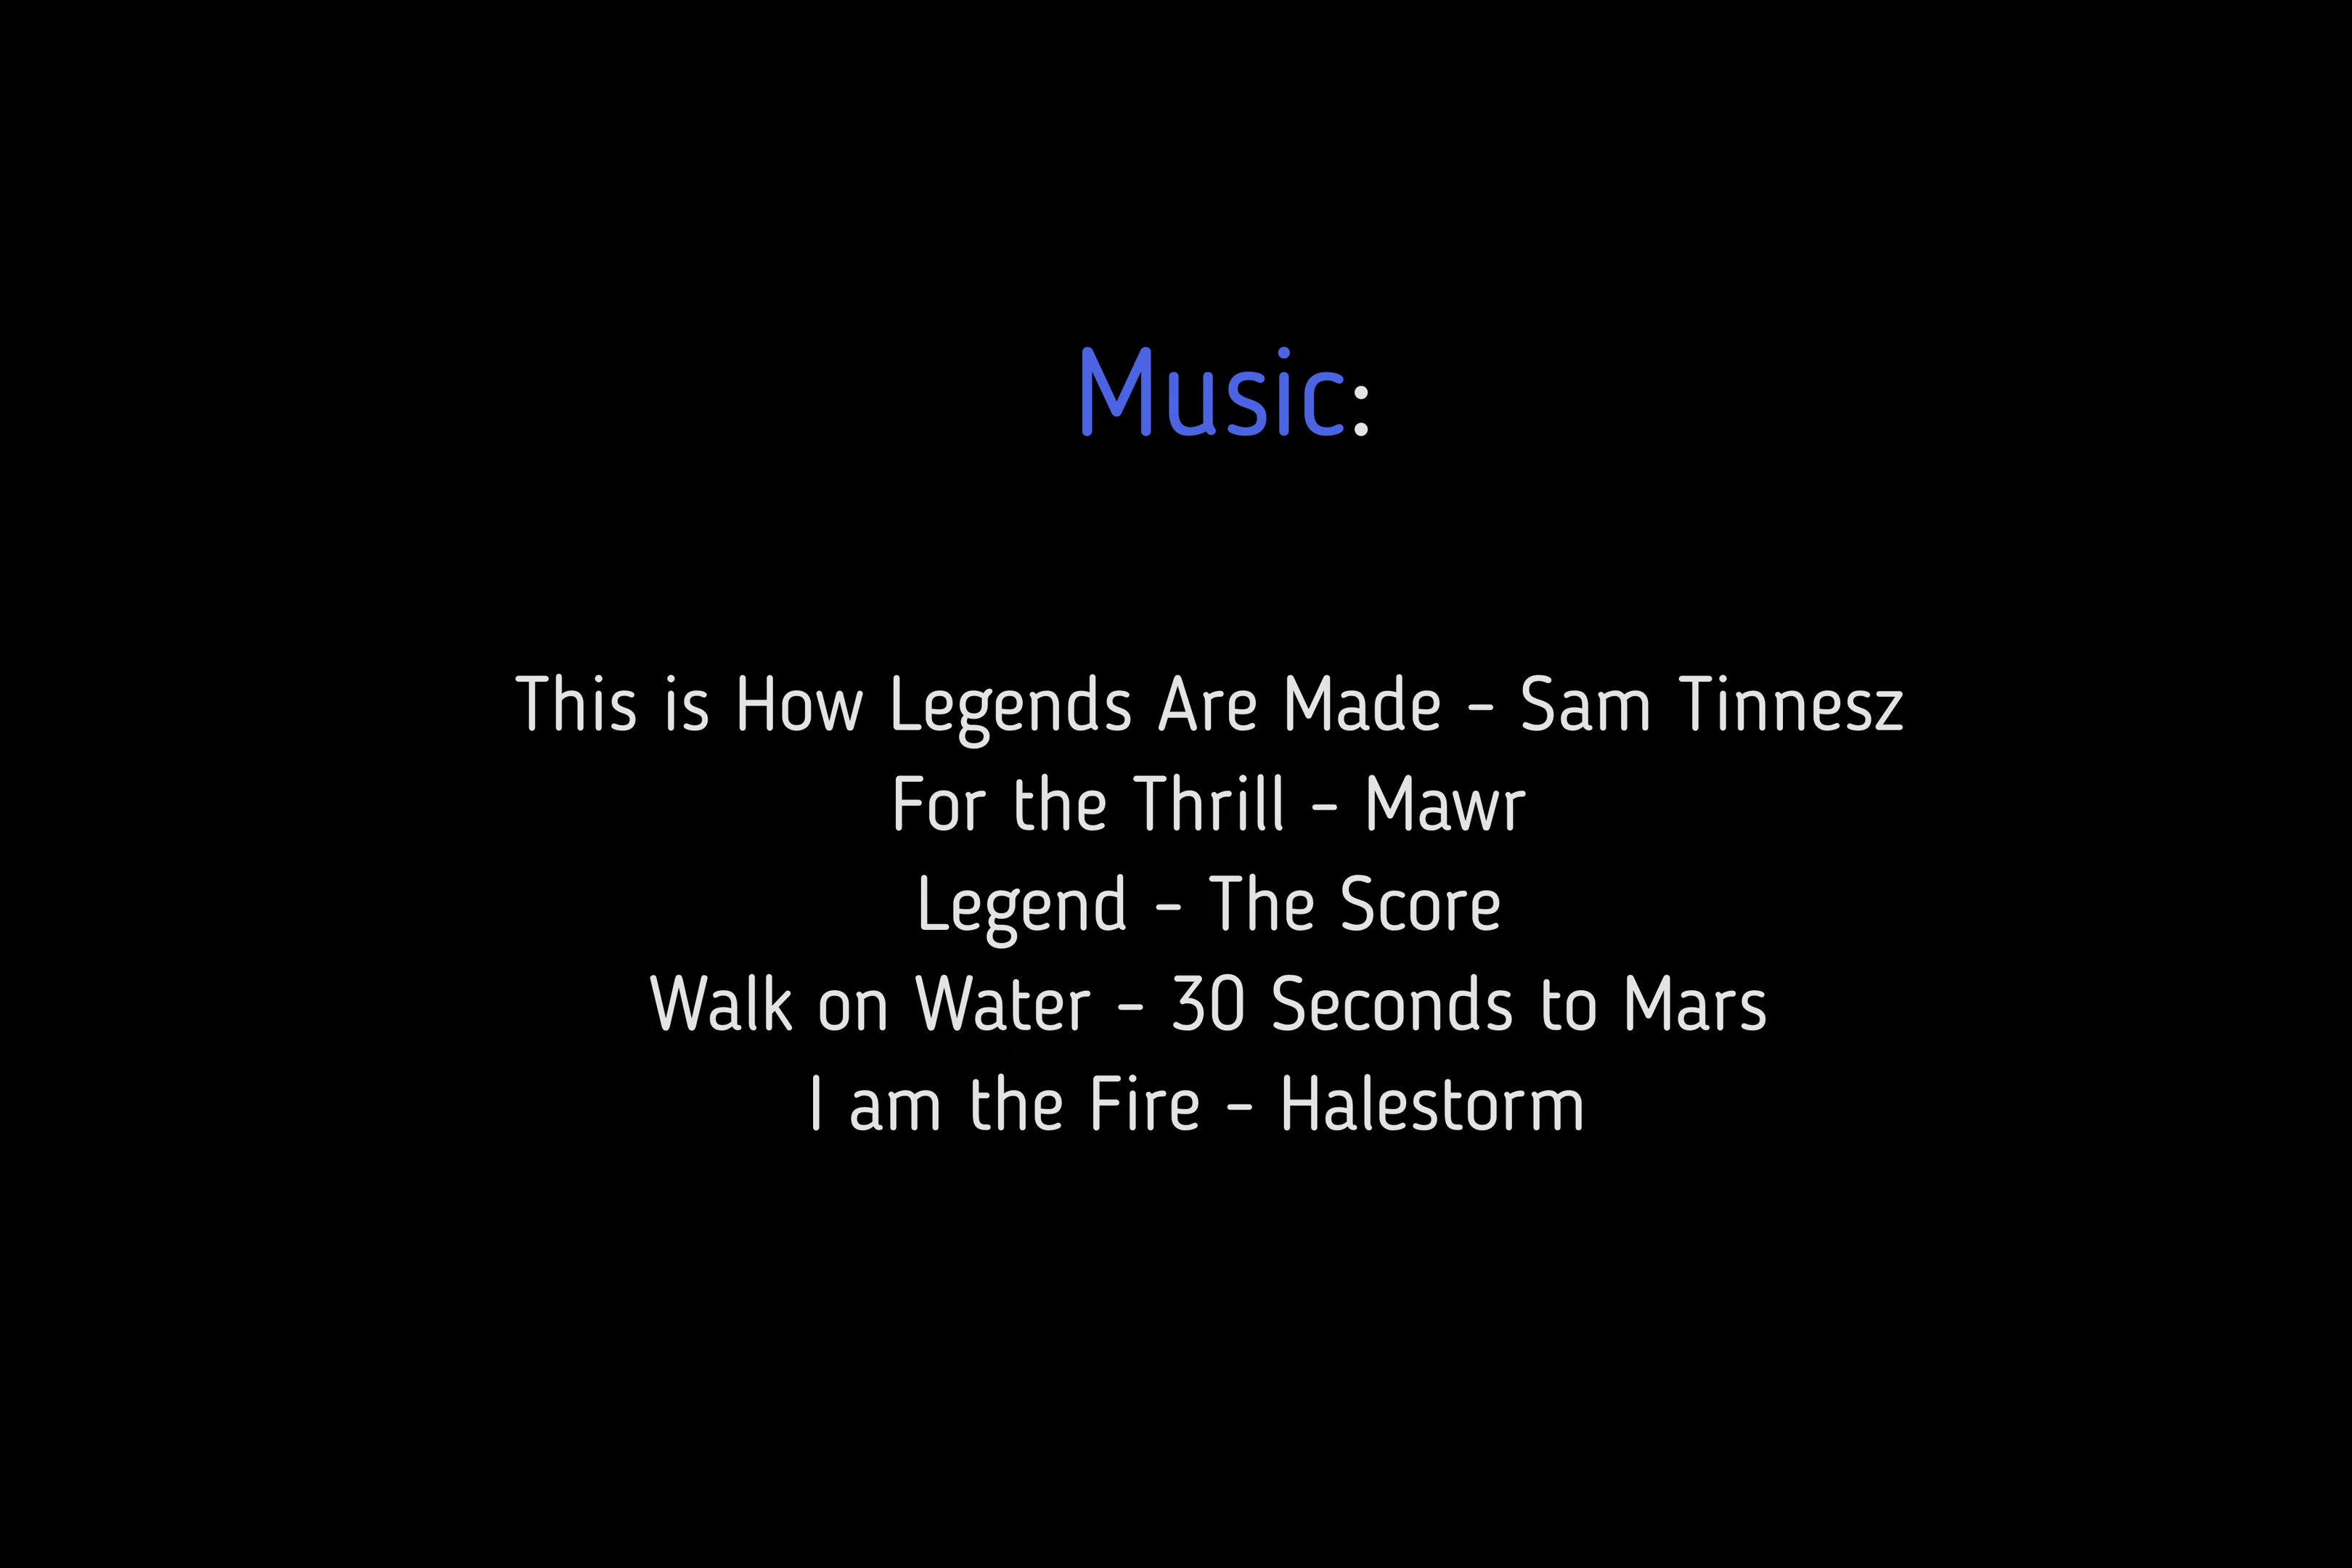 Music:
This is How Legends Are Made - Sam Tinnesz
For the Thrill - Mawr
Legend - The Score
Walk on Water - 30 Seconds to Mars
I am the Fire - Halestorm